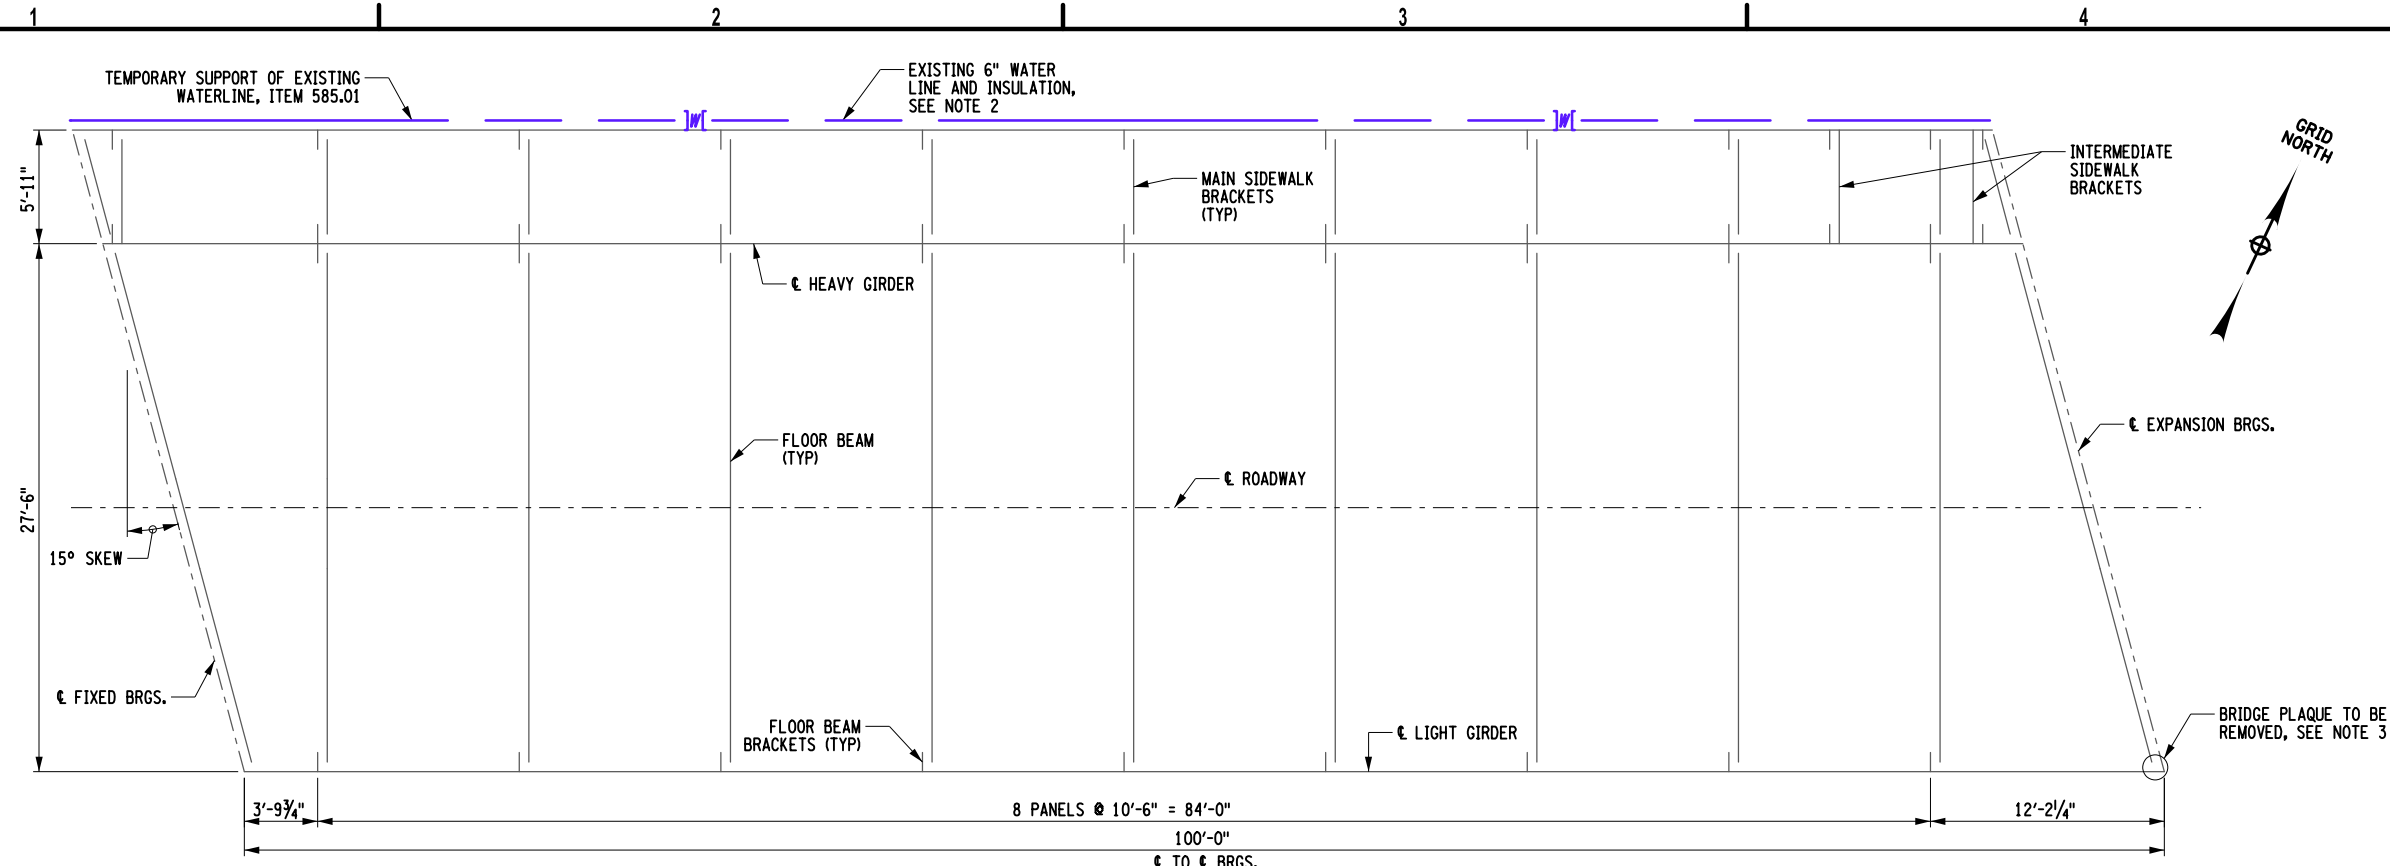 1
2
3
4
TEMPORARY SUPPORT OF EXISTING
WATERLINE, ITEM 585.01
EXISTING 6" WATER
LINE AND INSULATION,
SEE NOTE 2
]W[
]W[
GRID
NORTH
5'-11"
MAIN SIDEWALK
BRACKETS
(TYP)
INTERMEDIATE
SIDEWALK
BRACKETS
℄ HEAVY GIRDER
27'-6"
FLOOR BEAM
(TYP)
℄ ROADWAY
℄ EXPANSION BRGS.
15° SKEW
℄ FIXED BRGS.
FLOOR BEAM
BRACKETS (TYP)
℄ LIGHT GIRDER
BRIDGE PLAQUE TO BE
REMOVED, SEE NOTE 3
3'-9¾"
8 PANELS @ 10'-6" = 84'-0"
12'-2¼"
100'-0"
℄ TO ℄ BRGS.